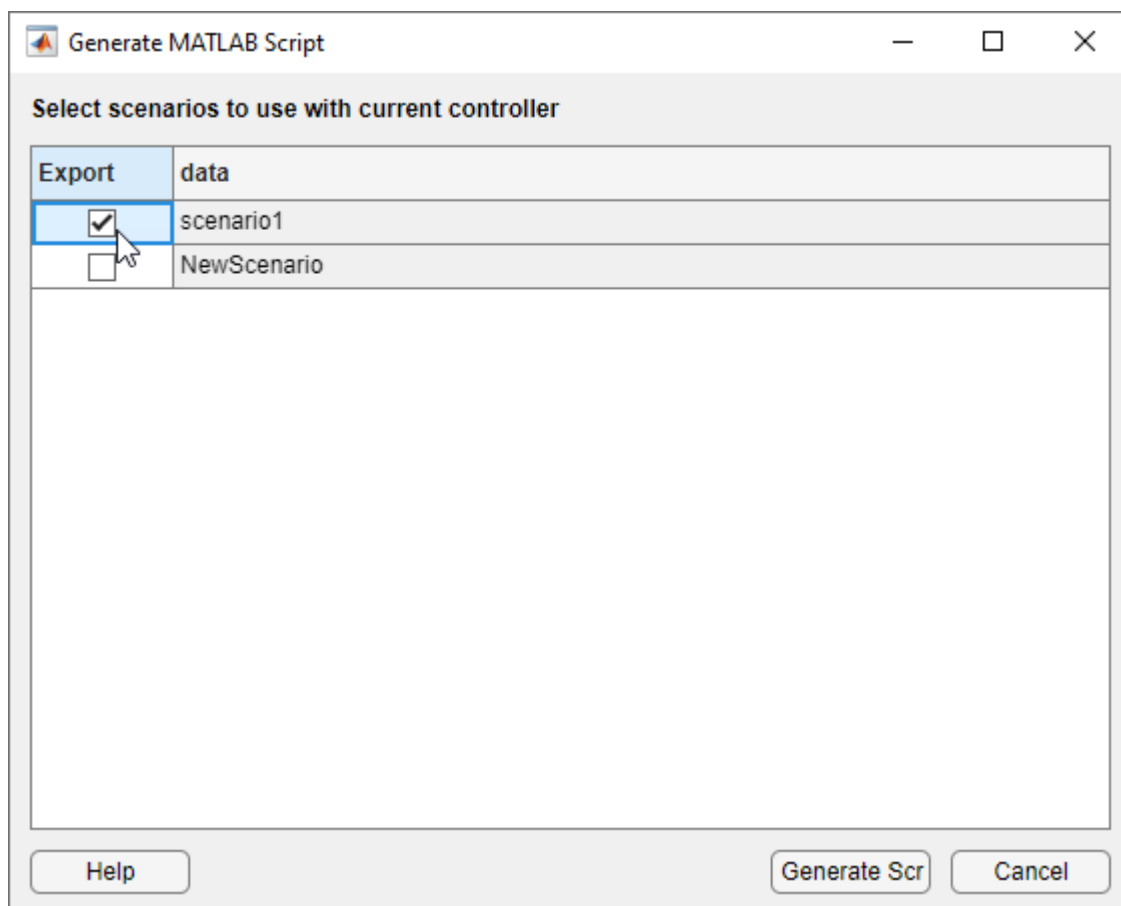 Generate MATLAB Script
Select scenarios to use with current controller
Export data
scenario1
NewScenario
Help Generate Scr Cancel